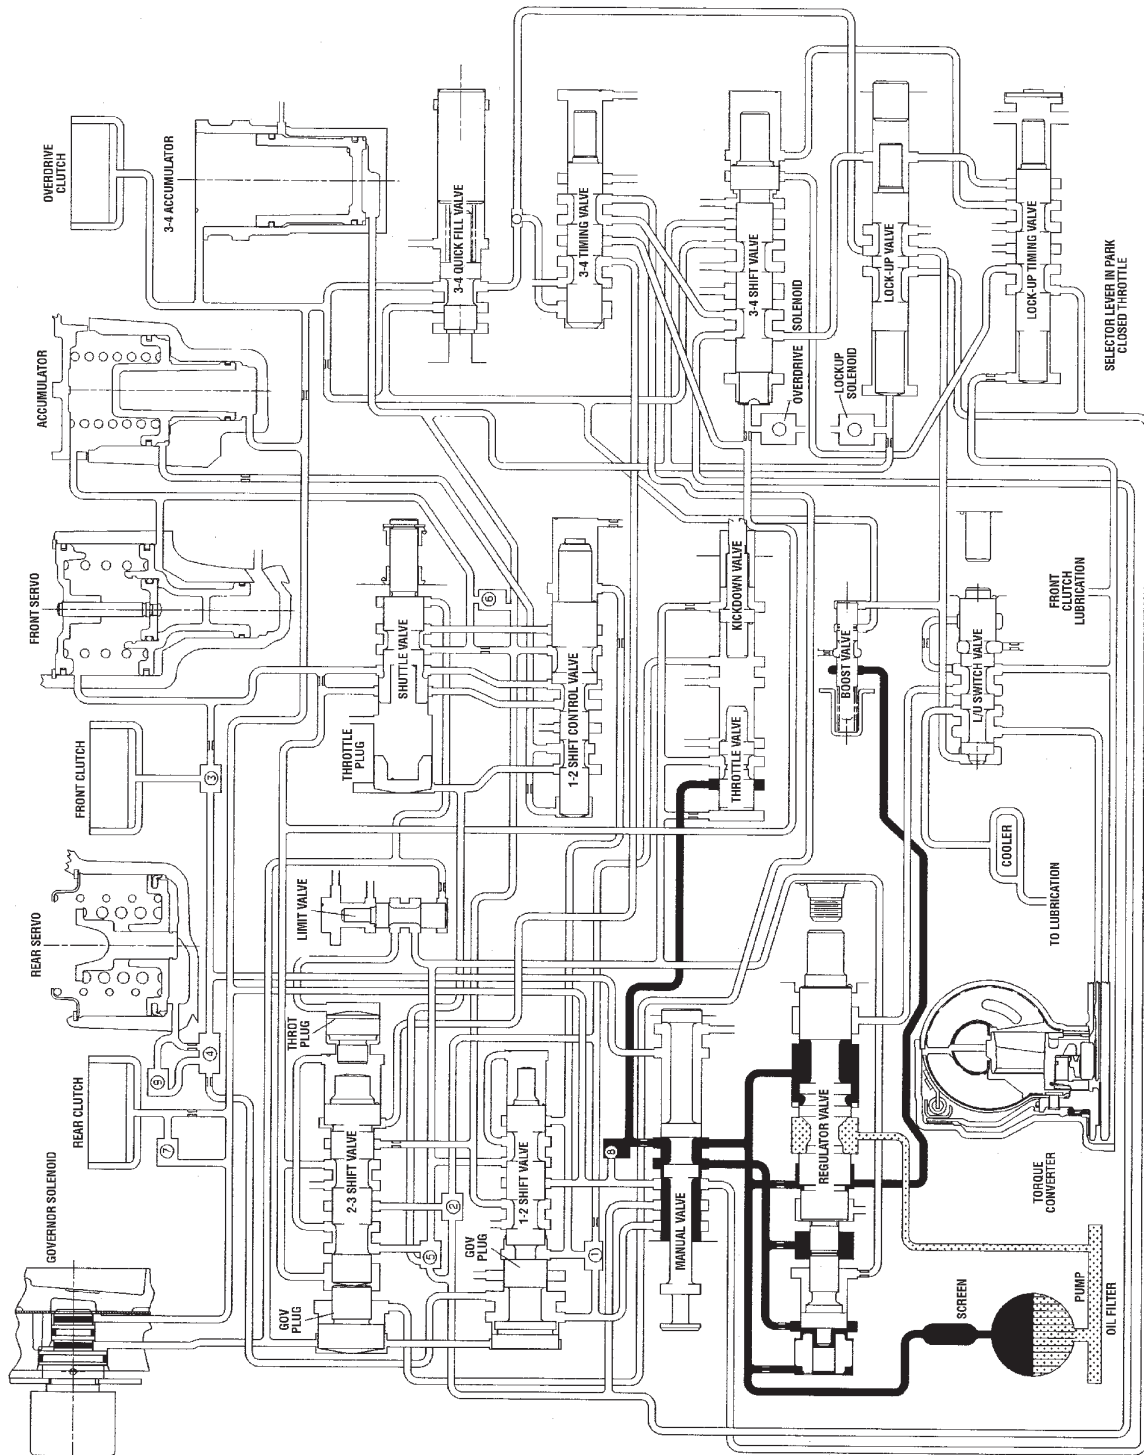 OVERDRIVE
CLUTCH
3-4 ACCUMULATOR
3-4 QUICK FILL VALVE
3-4 TIMING VALVE
3-4 SHIFT VALVE
LOCK-UP VALVE
LOCK-UP TIMING VALVE
OVERDRIVE SOLENOID
LOCKUP
SOLENOID
SELECTOR LEVER IN PARK
CLOSED THROTTLE
ACCUMULATOR
FRONT SERVO
SHUTTLE VALVE
6
1-2 SHIFT CONTROL VALVE
KICKDOWN VALVE
BOOST VALVE
L/U SWITCH VALVE
FRONT
CLUTCH
LUBRICATION
FRONT CLUTCH
3
THROTTLE
PLUG
THROTTLE VALVE
COOLER
TO LUBRICATION
REAR SERVO
LIMIT VALVE
REAR CLUTCH
9
4
7
THROT
PLUG
2-3 SHIFT VALVE
GOV
PLUG
5
2
1-2 SHIFT VALVE
GOV
PLUG
1
8
MANUAL VALVE
REGULATOR VALVE
TORQUE
CONVERTER
GOVERNOR SOLENOID
SCREEN
PUMP
OIL FILTER